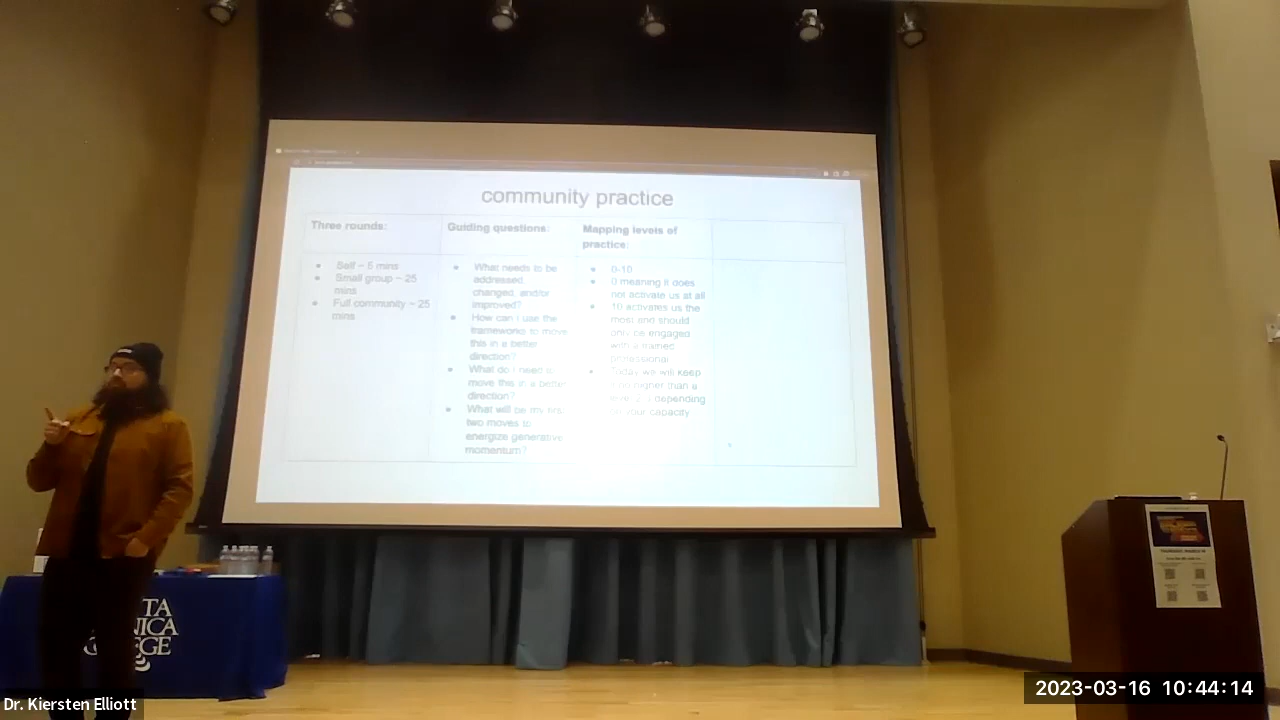 community practice
Three rounds:
Self ~ 5 mins
Small group ~ 25
mins
Full community ~ 25
mins
Guiding questions:
What needs to be
addressed,
changed, and/or
improved?
How can I use the
frameworks to move
this in a better
direction?
What do I need to
move this in a better
direction?
What will be my first
two moves to
energize generative
momentum?
Mapping levels of
practice:
0-10
0 meaning it does
not activate us at all
10 activates us the
most and should
only be engaged
with a trained
professional
Today we will keep
no higher than a
level depending
on your capacity
TA
NICA
GE
Dr. Kiersten Elliott
2023-03-16 10:44:14